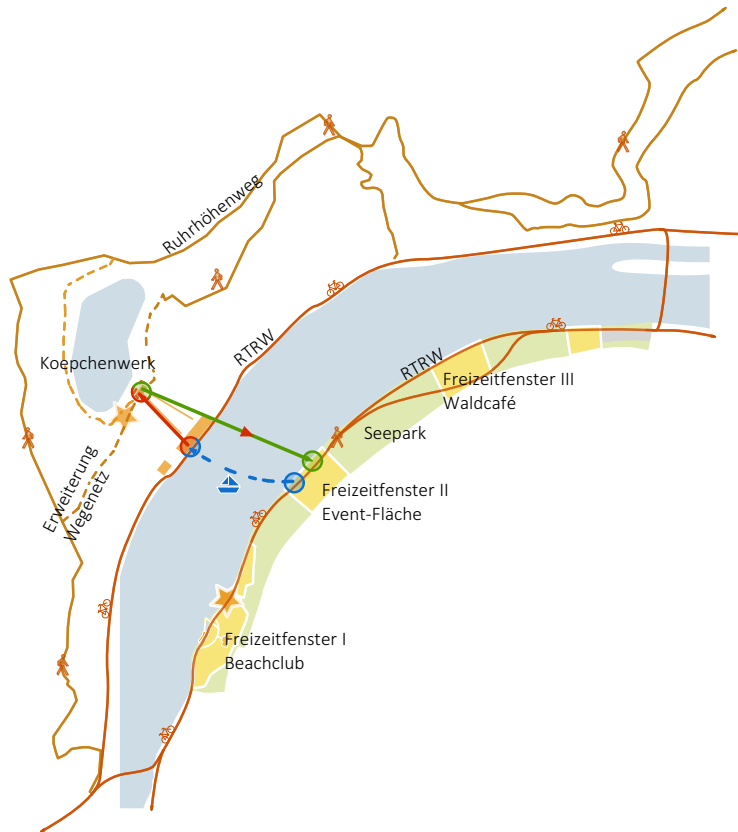 Ruhrhöhenweg
RTRW
Koepchenwerk
RTRW
Freizeitfenster III
Waldcafé
Seepark
Erweiterung
Wegenetz
Freizeitfenster II
Event-Fläche
Freizeitfenster I
Beachclub